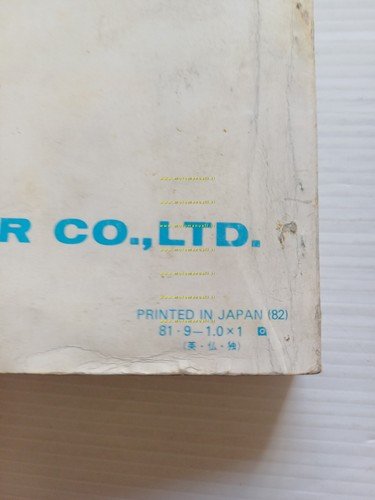 R CO.,LTD.
PRINTED IN JAPAN (82)
81·9–1.0×1
(英・仏・独)